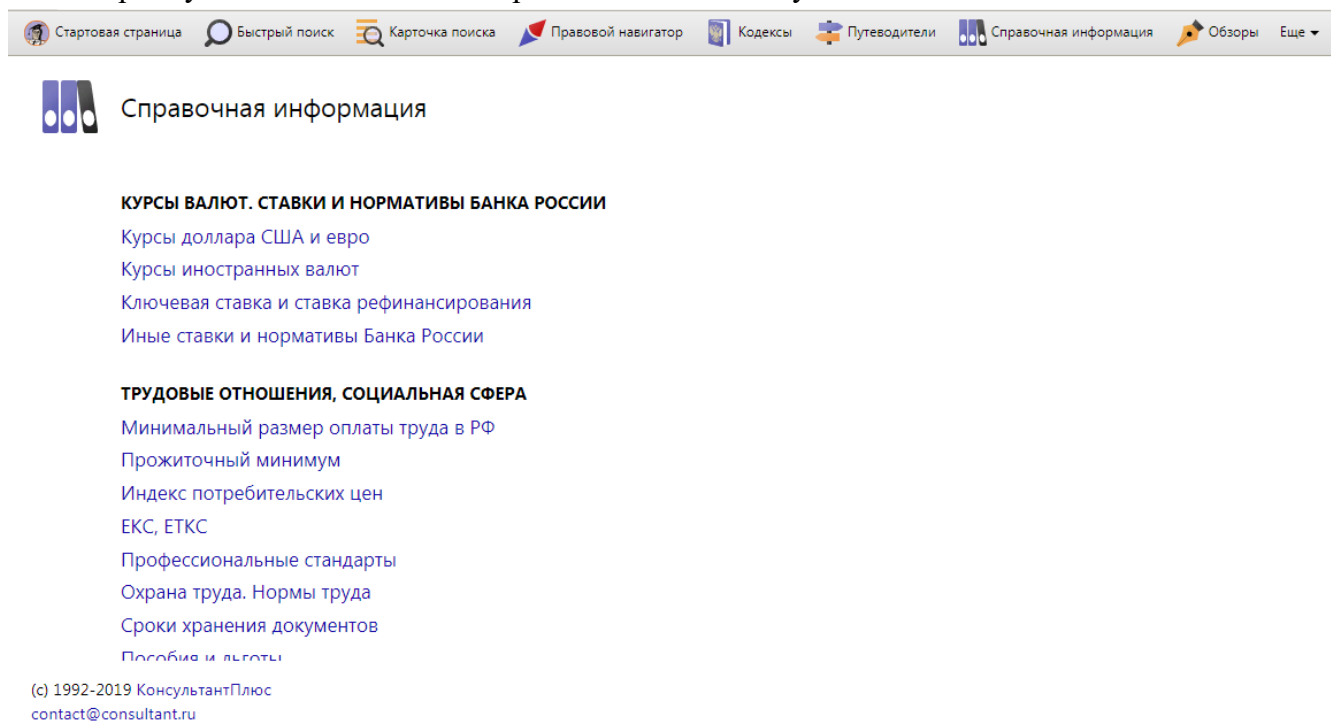 Стартовая страница Быстрый поиск Карточка поиска Правовой навигатор Кодексы Путеводители Справочная информация Обзоры Еще
Справочная информация
КУРСЫ ВАЛЮТ. СТАВКИ И НОРМАТИВЫ БАНКА РОССИИ
Курсы доллара США и евро
Курсы иностранных валют
Ключевая ставка и ставка рефинансирования
Иные ставки и нормативы Банка России
ТРУДОВЫЕ ОТНОШЕНИЯ, СОЦИАЛЬНАЯ СФЕРА
Минимальный размер оплаты труда в РФ
Прожиточный минимум
Индекс потребительских цен
ЕКС, ЕТКС
Профессиональные стандарты
Охрана труда. Нормы труда
Сроки хранения документов
Пособия и льготы
(c) 1992-2019 КонсультантПлюс
contact@consultant.ru